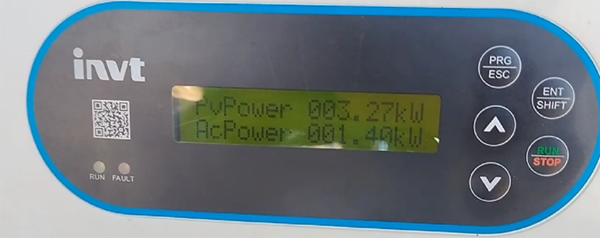 invt
PvPower 003.27kW
AcPower 001.40kW
RUN FAULT
PRG
ESC
ENT
SHIFT
RUN
STOP